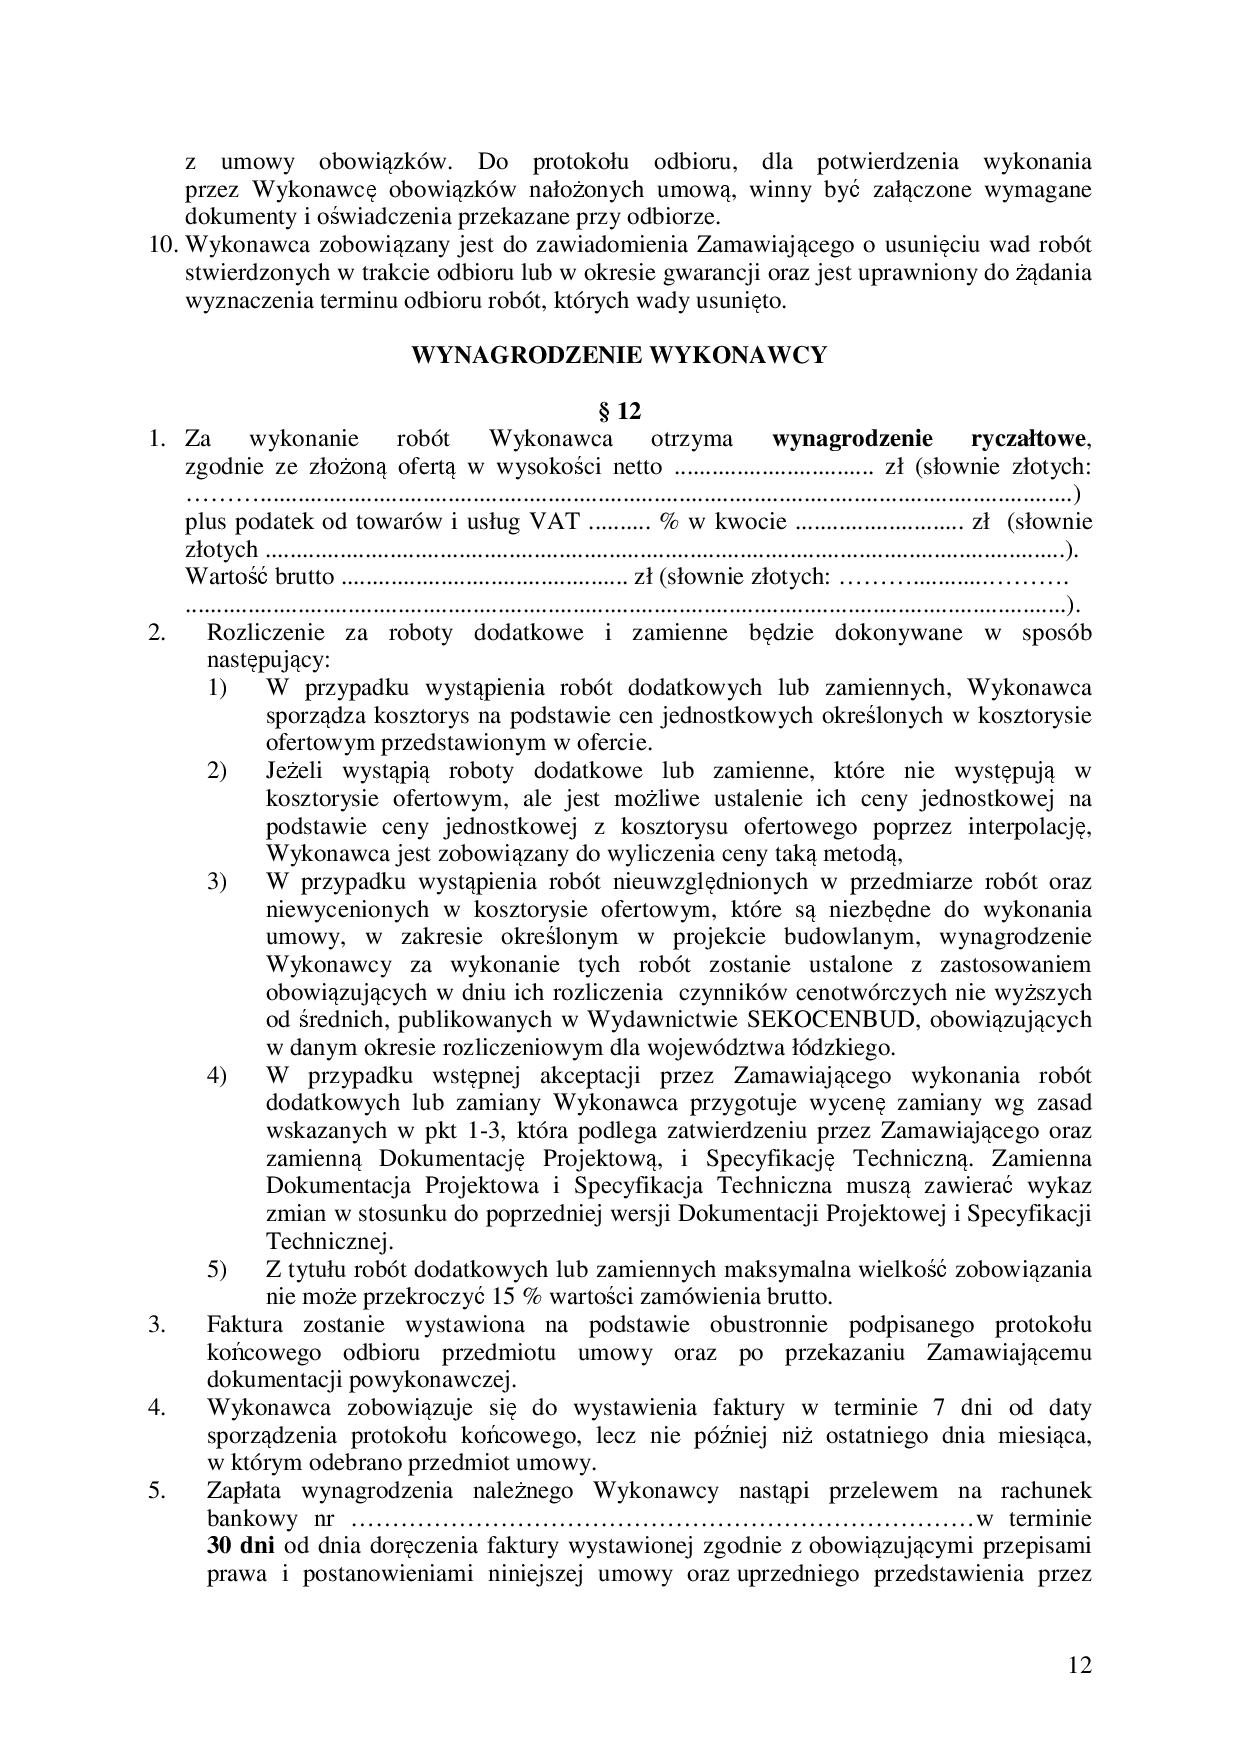 z umowy obowiązków. Do protokołu odbioru, dla potwierdzenia wykonania
przez Wykonawcę obowiązków nałożonych umową, winny być załączone wymagane
dokumenty i oświadczenia przekazane przy odbiorze.
10. Wykonawca zobowiązany jest do zawiadomienia Zamawiającego o usunięciu wad robót
stwierdzonych w trakcie odbioru lub w okresie gwarancji oraz jest uprawniony do żądania
wyznaczenia terminu odbioru robót, których wady usunięto.
WYNAGRODZENIE WYKONAWCY
§ 12
1. Za wykonanie robót Wykonawca otrzyma wynagrodzenie ryczałtowe,
zgodnie ze złożoną ofertą w wysokości netto ................................ zł (słownie złotych:
………..................................................................................................................................)
plus podatek od towarów i usług VAT .......... % w kwocie ........................... zł (słownie
złotych ................................................................................................................................).
Wartość brutto .............................................. zł (słownie złotych: ………...........………
.............................................................................................................................................).
2. Rozliczenie za roboty dodatkowe i zamienne będzie dokonywane w sposób
następujący:
1) W przypadku wystąpienia robót dodatkowych lub zamiennych, Wykonawca
sporządza kosztorys na podstawie cen jednostkowych określonych w kosztorysie
ofertowym przedstawionym w ofercie.
2) Jeżeli wystąpią roboty dodatkowe lub zamienne, które nie występują w
kosztorysie ofertowym, ale jest możliwe ustalenie ich ceny jednostkowej na
podstawie ceny jednostkowej z kosztorysu ofertowego poprzez interpolację,
Wykonawca jest zobowiązany do wyliczenia ceny taką metodą,
3) W przypadku wystąpienia robót nieuwzględnionych w przedmiarze robót oraz
niewycenionych w kosztorysie ofertowym, które są niezbędne do wykonania
umowy, w zakresie określonym w projekcie budowlanym, wynagrodzenie
Wykonawcy za wykonanie tych robót zostanie ustalone z zastosowaniem
obowiązujących w dniu ich rozliczenia czynników cenotwórczych nie wyższych
od średnich, publikowanych w Wydawnictwie SEKOCENBUD, obowiązujących
w danym okresie rozliczeniowym dla województwa łódzkiego.
4) W przypadku wstępnej akceptacji przez Zamawiającego wykonania robót
dodatkowych lub zamiany Wykonawca przygotuje wycenę zamiany wg zasad
wskazanych w pkt 1-3, która podlega zatwierdzeniu przez Zamawiającego oraz
zamienną Dokumentację Projektową, i Specyfikację Techniczną. Zamienna
Dokumentacja Projektowa i Specyfikacja Techniczna muszą zawierać wykaz
zmian w stosunku do poprzedniej wersji Dokumentacji Projektowej i Specyfikacji
Technicznej.
5) Z tytułu robót dodatkowych lub zamiennych maksymalna wielkość zobowiązania
nie może przekroczyć 15 % wartości zamówienia brutto.
3. Faktura zostanie wystawiona na podstawie obustronnie podpisanego protokołu
końcowego odbioru przedmiotu umowy oraz po przekazaniu Zamawiającemu
dokumentacji powykonawczej.
4. Wykonawca zobowiązuje się do wystawienia faktury w terminie 7 dni od daty
sporządzenia protokołu końcowego, lecz nie później niż ostatniego dnia miesiąca,
w którym odebrano przedmiot umowy.
5. Zapłata wynagrodzenia należnego Wykonawcy nastąpi przelewem na rachunek
bankowy nr …………………………………………………………………w terminie
30 dni od dnia doręczenia faktury wystawionej zgodnie z obowiązującymi przepisami
prawa i postanowieniami niniejszej umowy oraz uprzedniego przedstawienia przez
12